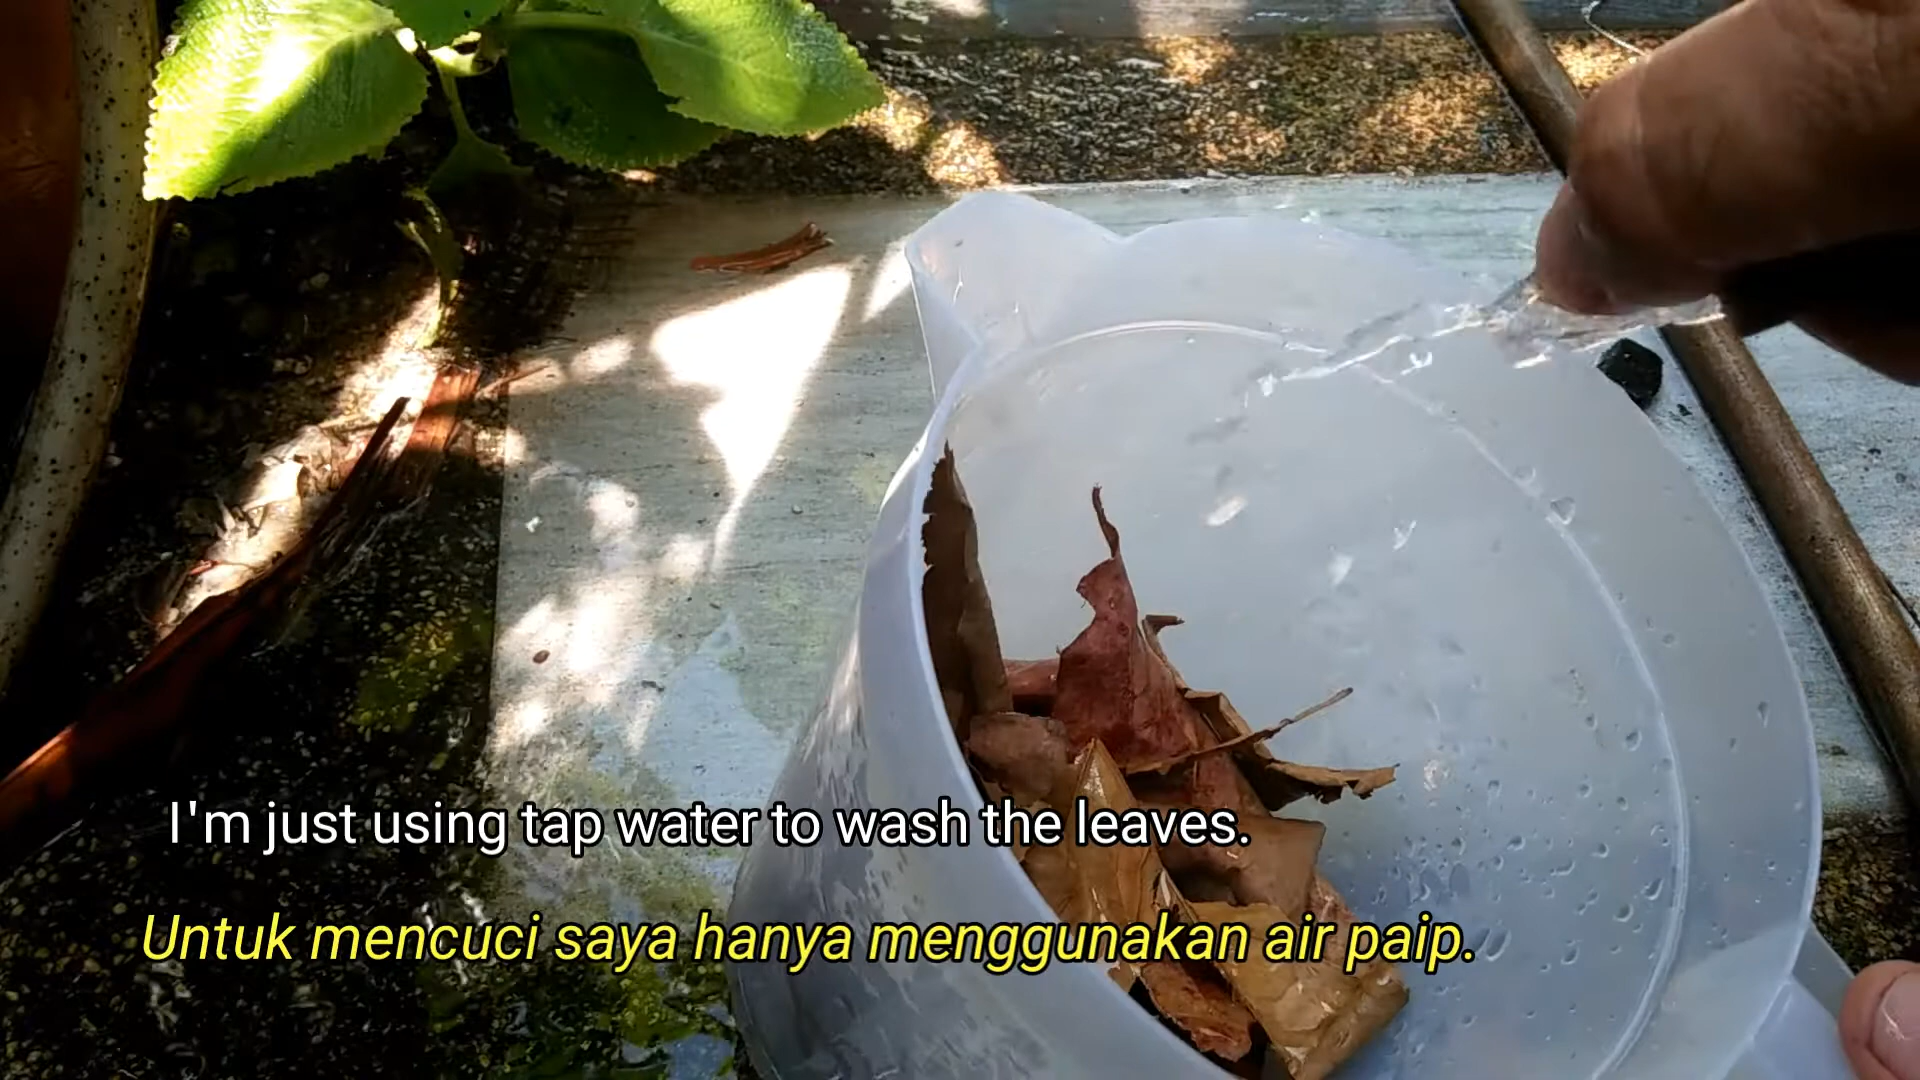 I'm just using tap water to wash the leaves.
Untuk mencuci saya hanya menggunakan air paip.